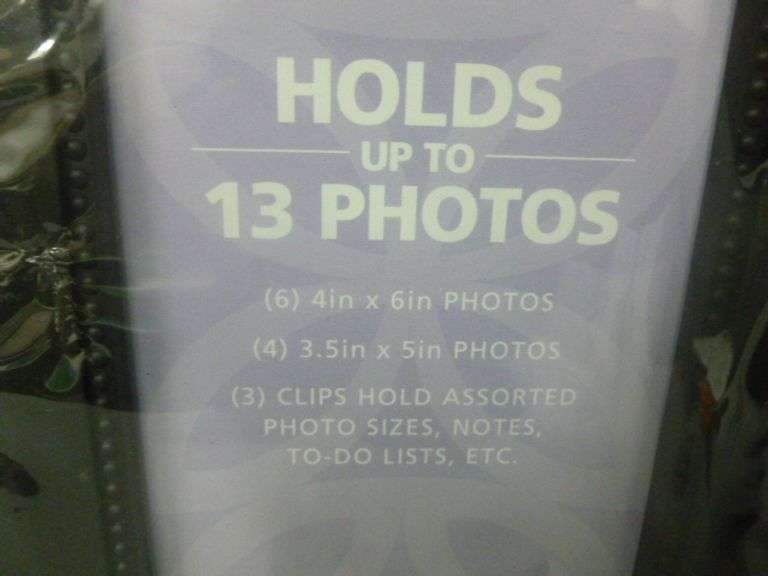 HOLDS
UP TO
13 PHOTOS
(6) 4in x 6in PHOTOS
(4) 3.5in x 5in PHOTOS
(3) CLIPS HOLD ASSORTED
PHOTO SIZES, NOTES,
TO-DO LISTS, ETC.